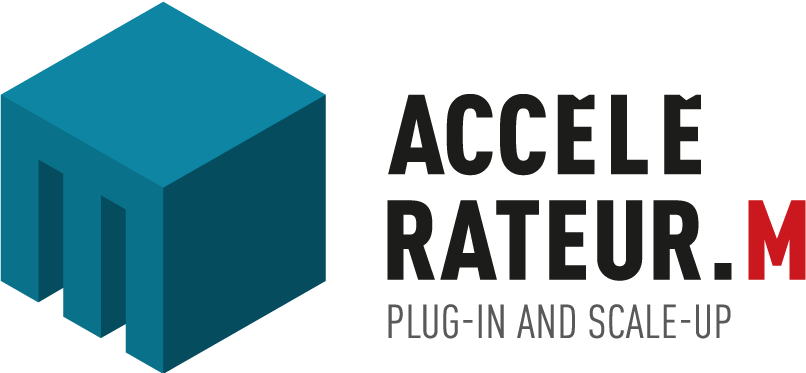 ACCÉLÉ
RATEUR.M
PLUG-IN AND SCALE-UP